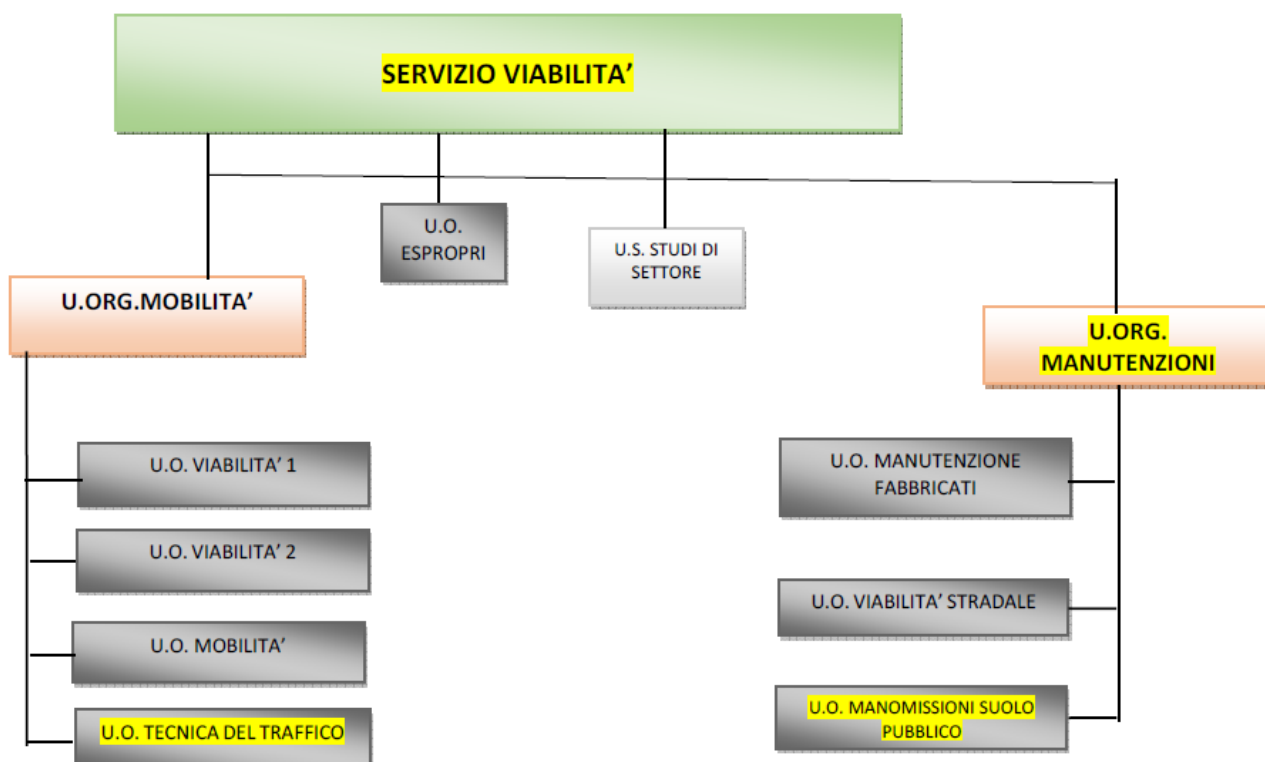 SERVIZIO VIABILITA’
U.O.
ESPROPRI
U.S. STUDI DI
SETTORE
U.ORG.MOBILITA’
U.ORG.
MANUTENZIONI
U.O. VIABILITA’ 1
U.O. VIABILITA’ 2
U.O. MOBILITA’
U.O. TECNICA DEL TRAFFICO
U.O. MANUTENZIONE
FABBRICATI
U.O. VIABILITA’ STRADALE
U.O. MANOMISSIONI SUOLO
PUBBLICO